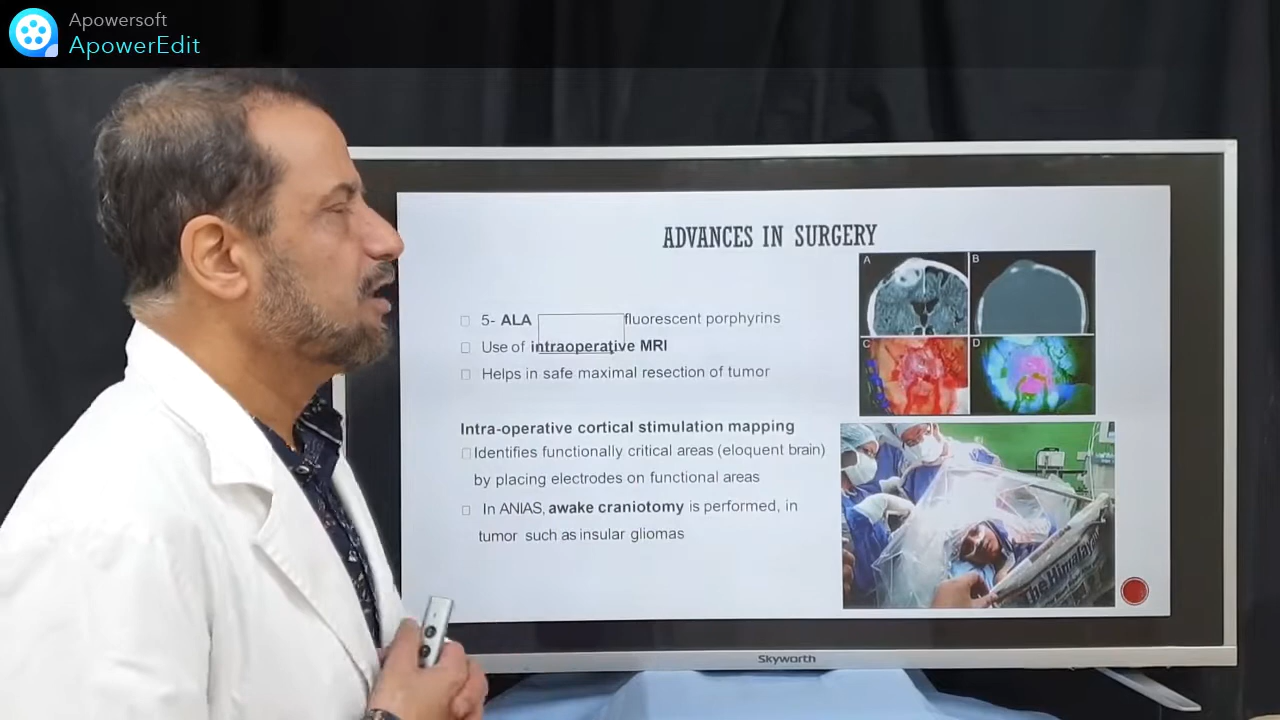 Apowersoft
ApowerEdit
ADVANCES IN SURGERY
5- ALA fluorescent porphyrins
Use of intraoperative MRI
Helps in safe maximal resection of tumor
Intra-operative cortical stimulation mapping
Identifies functionally critical areas (eloquent brain)
by placing electrodes on functional areas
In ANIAS, awake craniotomy is performed, in
tumor such as insular gliomas
A
B
C
D
The Himalayan
Skyworth